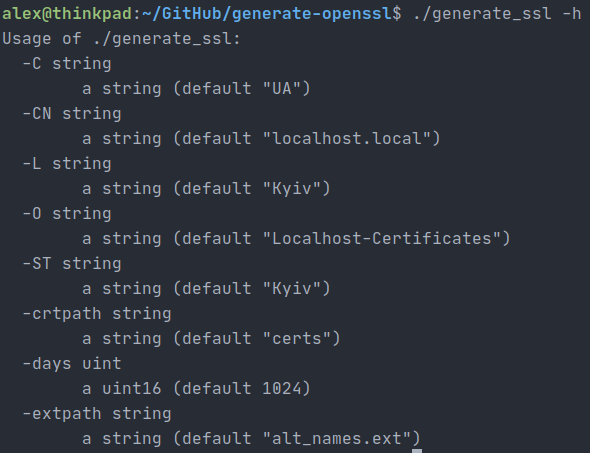 alex@thinkpad:~/GitHub/generate-openssl$ ./generate_ssl -h
Usage of ./generate_ssl:
  -C string
        a string (default "UA")
  -CN string
        a string (default "localhost.local")
  -L string
        a string (default "Kyiv")
  -O string
        a string (default "Localhost-Certificates")
  -ST string
        a string (default "Kyiv")
  -crtpath string
        a string (default "certs")
  -days uint
        a uint16 (default 1024)
  -extpath string
        a string (default "alt_names.ext")